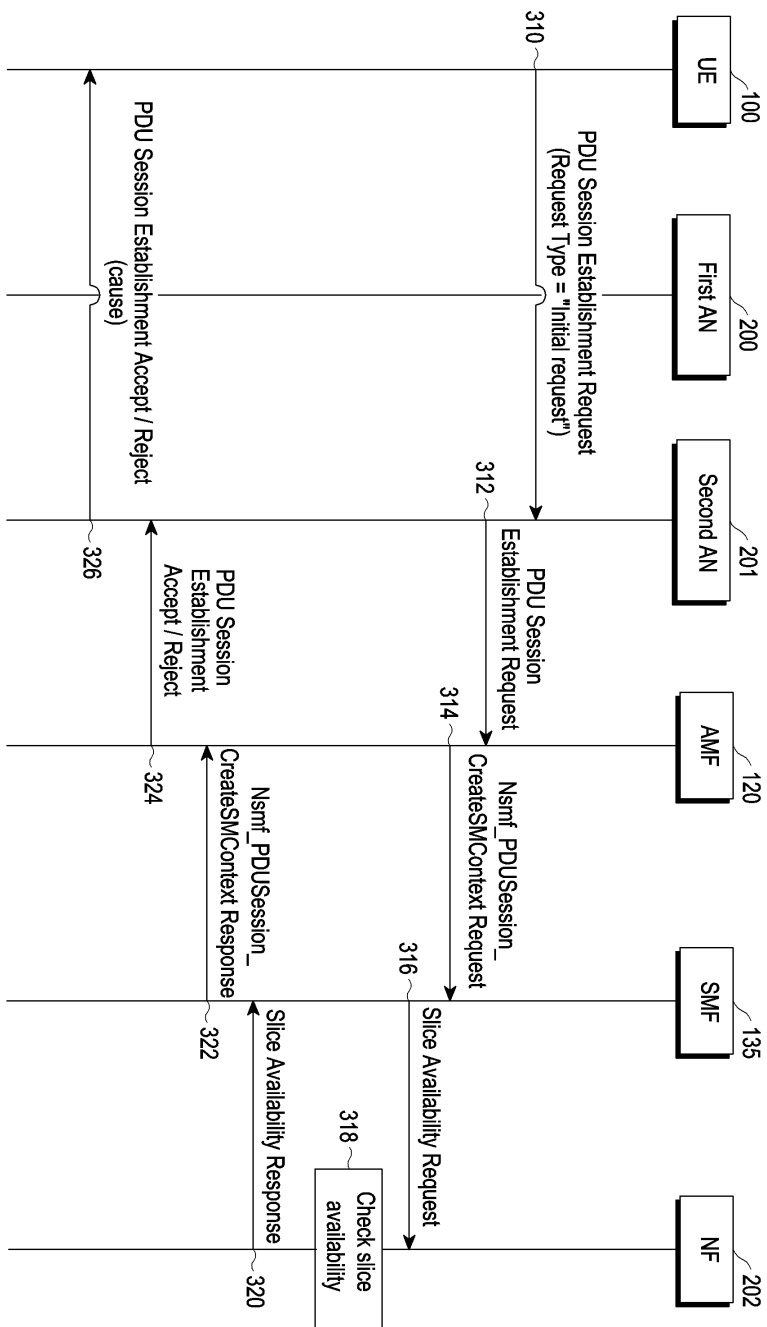 UE
100
First AN
200
Second AN
201
AMF
120
SMF
135
NF
202
310
PDU Session Establishment Request
(Request Type = "Initial request")
312
PDU Session
Establishment Request
314
Nsmf_PDUSession_
CreateSMContext Request
316
Slice Availability Request
318
Check slice
availability
Slice Availability Response
320
Nsmf_PDUSession_
CreateSMContext Response
322
PDU Session
Establishment
Accept / Reject
324
PDU Session Establishment Accept / Reject
(cause)
326